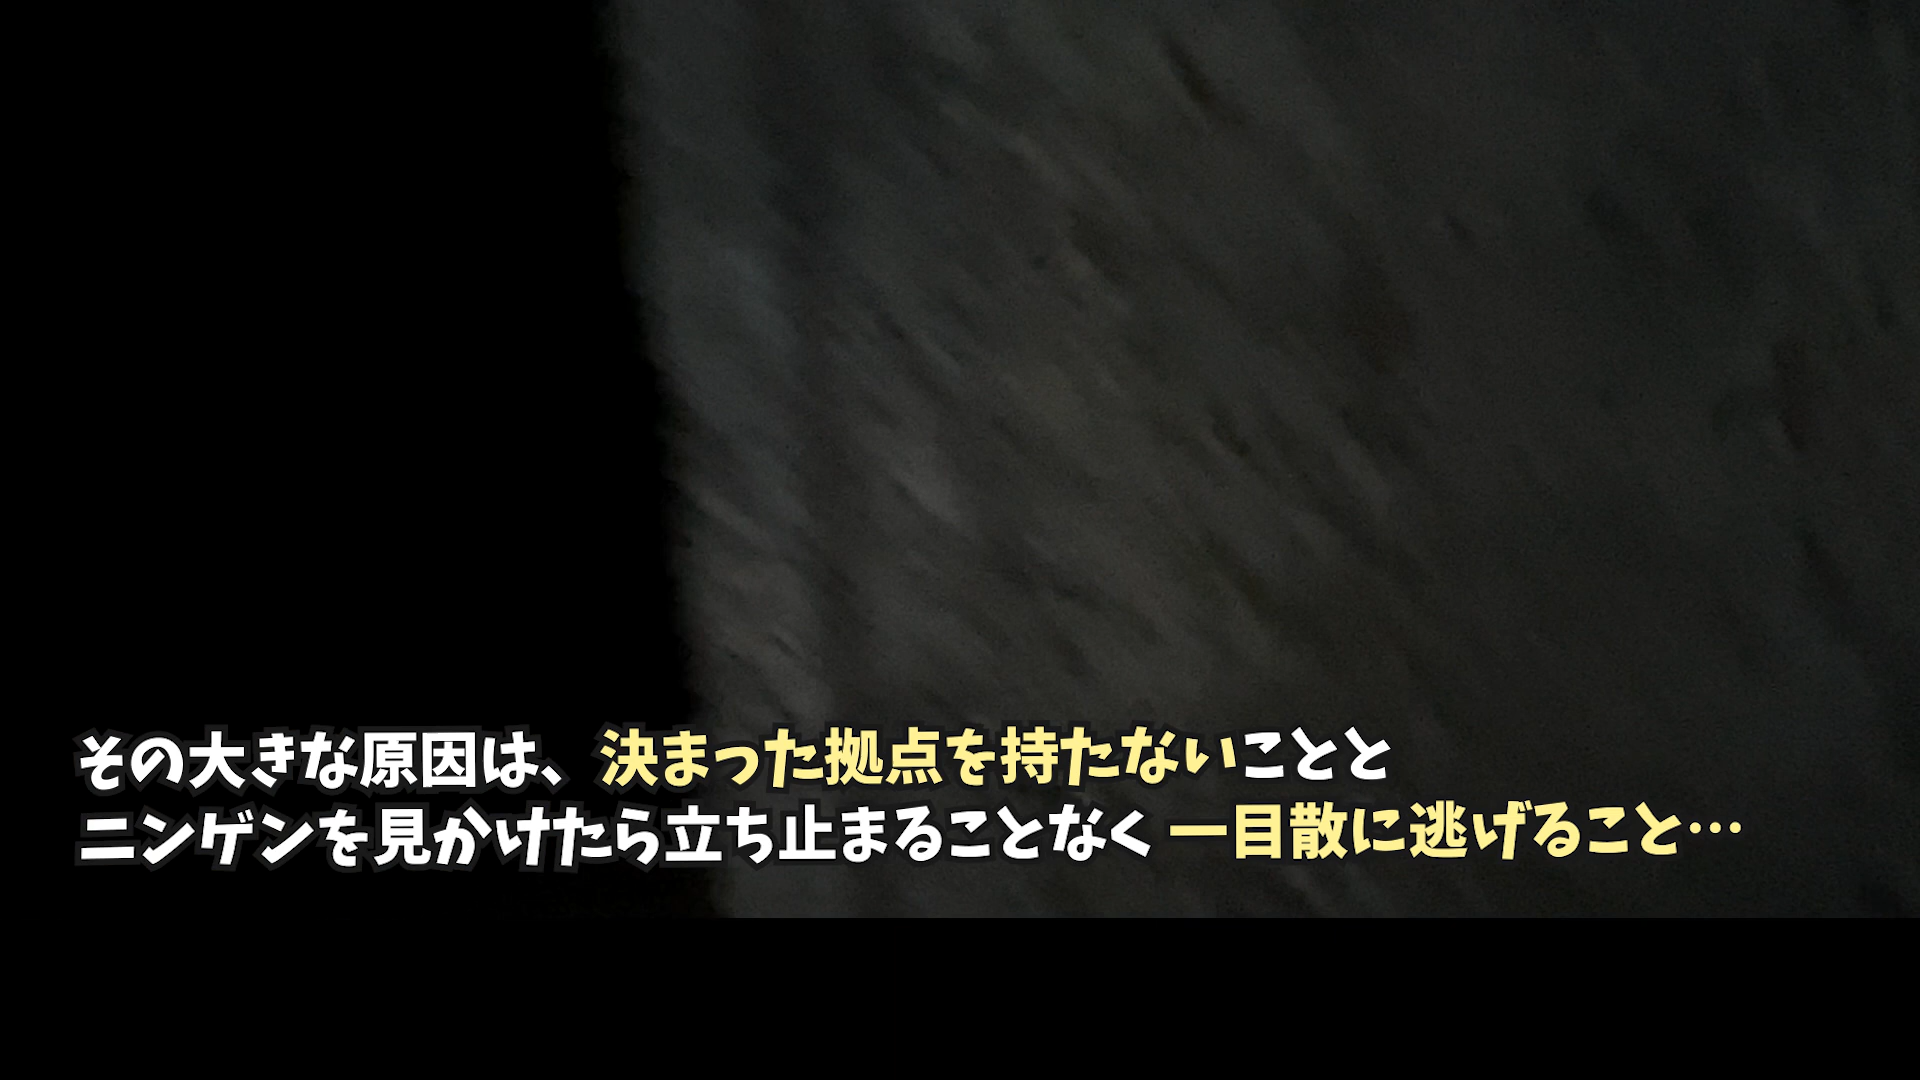 その大きな原因は、決まった拠点を持たないことと
ニンゲンを見かけたら立ち止まることなく一目散に逃げること…